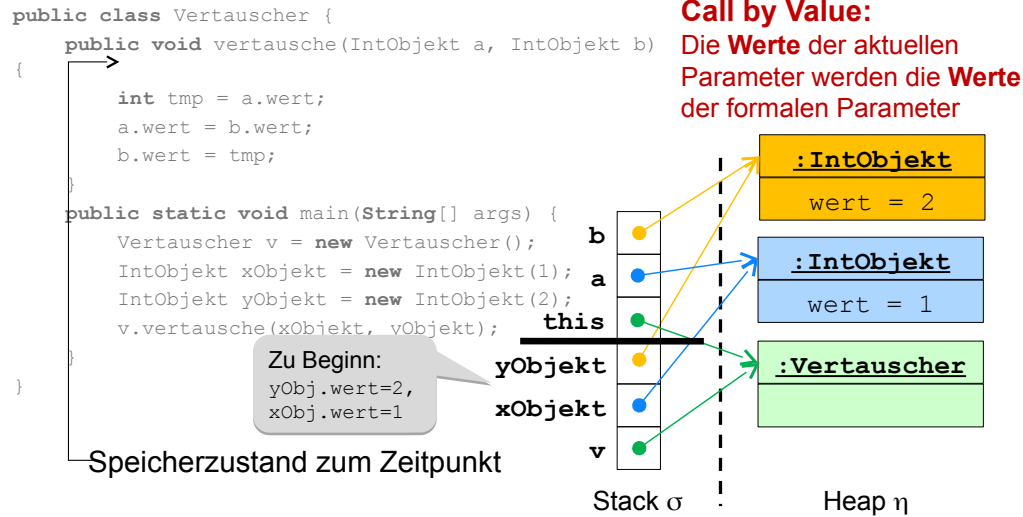 public class Vertauscher {
public void vertausche(IntObjekt a, IntObjekt b)
{
int tmp = a.wert;
a.wert = b.wert;
b.wert = tmp;
}
public static void main(String[] args) {
Vertauscher v = new Vertauscher();
IntObjekt xObjekt = new IntObjekt(1);
IntObjekt yObjekt = new IntObjekt(2);
v.vertausche(xObjekt, yObjekt);
}
}
Zu Beginn:
yObj.wert=2,
xObj.wert=1
Speicherzustand zum Zeitpunkt
Call by Value:
Die Werte der aktuellen
Parameter werden die Werte
der formalen Parameter
b
a
this
yObjekt
xObjekt
v
Stack σ
:IntObjekt
wert = 2
:IntObjekt
wert = 1
:Vertauscher
Heap η